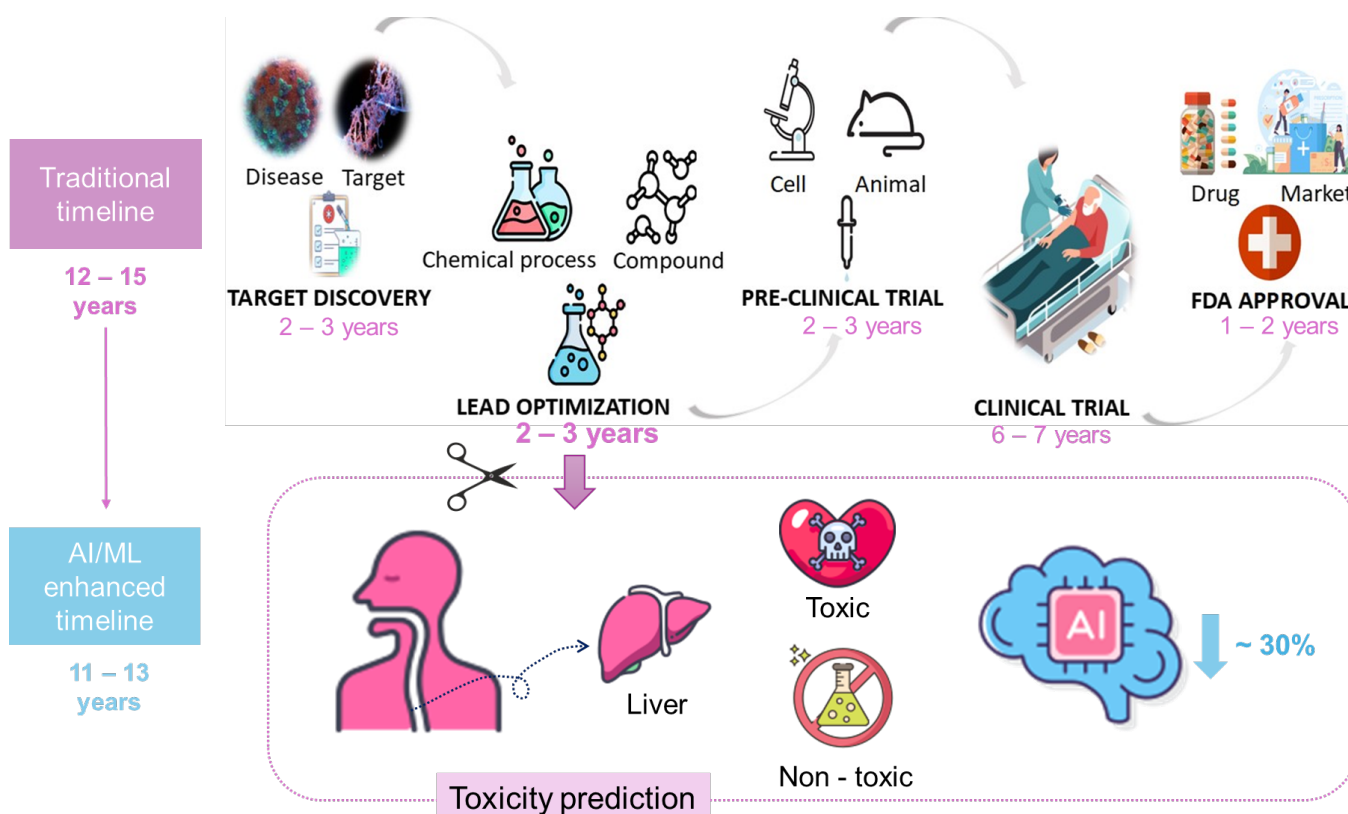 Traditional
timeline
12 – 15
years
Disease
Target
TARGET DISCOVERY
2 – 3 years
Chemical process
Compound
LEAD OPTIMIZATION
2 – 3 years
Cell
Animal
PRE-CLINICAL TRIAL
2 – 3 years
CLINICAL TRIAL
6 – 7 years
PRESCRIPTION
Drug
Market
FDA APPROVAL
1 – 2 years
AI/ML
enhanced
timeline
11 – 13
years
Liver
Toxic
Non - toxic
AI
~ 30%
Toxicity prediction